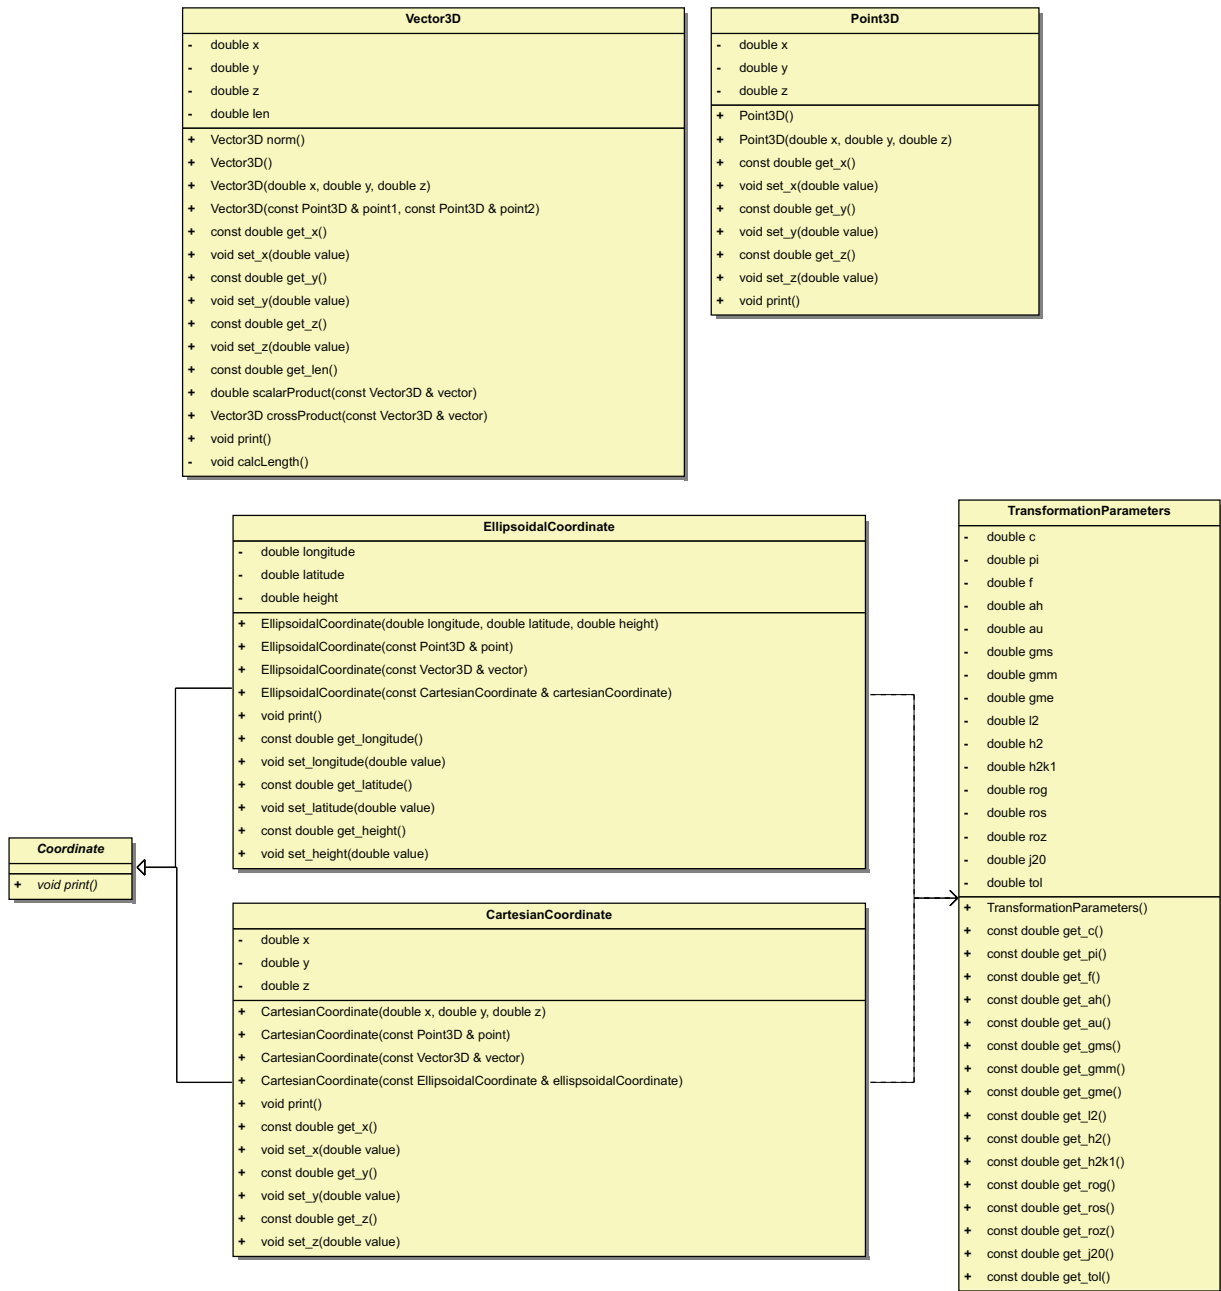 Vector3D
- double x
- double y
- double z
- double len
+ Vector3D norm()
+ Vector3D()
+ Vector3D(double x, double y, double z)
+ Vector3D(const Point3D & point1, const Point3D & point2)
+ const double get_x()
+ void set_x(double value)
+ const double get_y()
+ void set_y(double value)
+ const double get_z()
+ void set_z(double value)
+ const double get_len()
+ double scalarProduct(const Vector3D & vector)
+ Vector3D crossProduct(const Vector3D & vector)
+ void print()
- void calcLength()
Point3D
- double x
- double y
- double z
+ Point3D()
+ Point3D(double x, double y, double z)
+ const double get_x()
+ void set_x(double value)
+ const double get_y()
+ void set_y(double value)
+ const double get_z()
+ void set_z(double value)
+ void print()
EllipsoidalCoordinate
- double longitude
- double latitude
- double height
+ EllipsoidalCoordinate(double longitude, double latitude, double height)
+ EllipsoidalCoordinate(const Point3D & point)
+ EllipsoidalCoordinate(const Vector3D & vector)
+ EllipsoidalCoordinate(const CartesianCoordinate & cartesianCoordinate)
+ void print()
+ const double get_longitude()
+ void set_longitude(double value)
+ const double get_latitude()
+ void set_latitude(double value)
+ const double get_height()
+ void set_height(double value)
Coordinate
+ void print()
CartesianCoordinate
- double x
- double y
- double z
+ CartesianCoordinate(double x, double y, double z)
+ CartesianCoordinate(const Point3D & point)
+ CartesianCoordinate(const Vector3D & vector)
+ CartesianCoordinate(const EllipsoidalCoordinate & ellispsoidalCoordinate)
+ void print()
+ const double get_x()
+ void set_x(double value)
+ const double get_y()
+ void set_y(double value)
+ const double get_z()
+ void set_z(double value)
TransformationParameters
- double c
- double pi
- double f
- double ah
- double au
- double gms
- double gmm
- double gme
- double l2
- double h2
- double h2k1
- double rog
- double ros
- double roz
- double j20
- double tol
+ TransformationParameters()
+ const double get_c()
+ const double get_pi()
+ const double get_f()
+ const double get_ah()
+ const double get_au()
+ const double get_gms()
+ const double get_gmm()
+ const double get_gme()
+ const double get_l2()
+ const double get_h2()
+ const double get_h2k1()
+ const double get_rog()
+ const double get_ros()
+ const double get_roz()
+ const double get_j20()
+ const double get_tol()